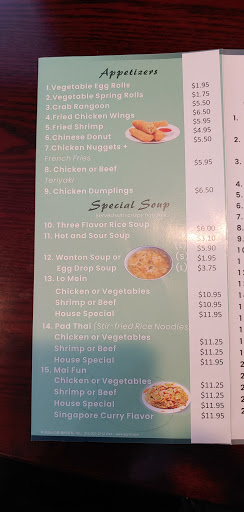 Appetizers
1.Vegetable Egg Rolls $1.95
2.Vegetable Spring Rolls $1.75
3.Crab Rangoon $5.50
4.Fried Chicken Wings $6.50
5.Fried Shrimp $5.95
6.Chinese Donut $4.95
7.Chicken Nuggets + $5.50
French Fries
8. Chicken or Beef $5.95
Teriyaki
9. Chicken Dumplings $6.50
Special Soup
10. Three Flavor Rice Soup $6.00
11. Hot and Sour Soup
$5.90
12. Wonton Soup or $1.95
Egg Drop Soup (L) $3.75
13. Lo Mein
Chicken or Vegetables $10.95
Shrimp or Beef $10.95
House Special $11.95
14. Pad Thai (Stir-fried Rice Noodles)
Chicken or Vegetables $11.25
Shrimp or Beef $11.25
House Special $11.95
15. Mai Fun
Chicken or Vegetables $11.25
Shrimp or Beef $11.25
House Special $11.95
Singapore Curry Flavor $11.95